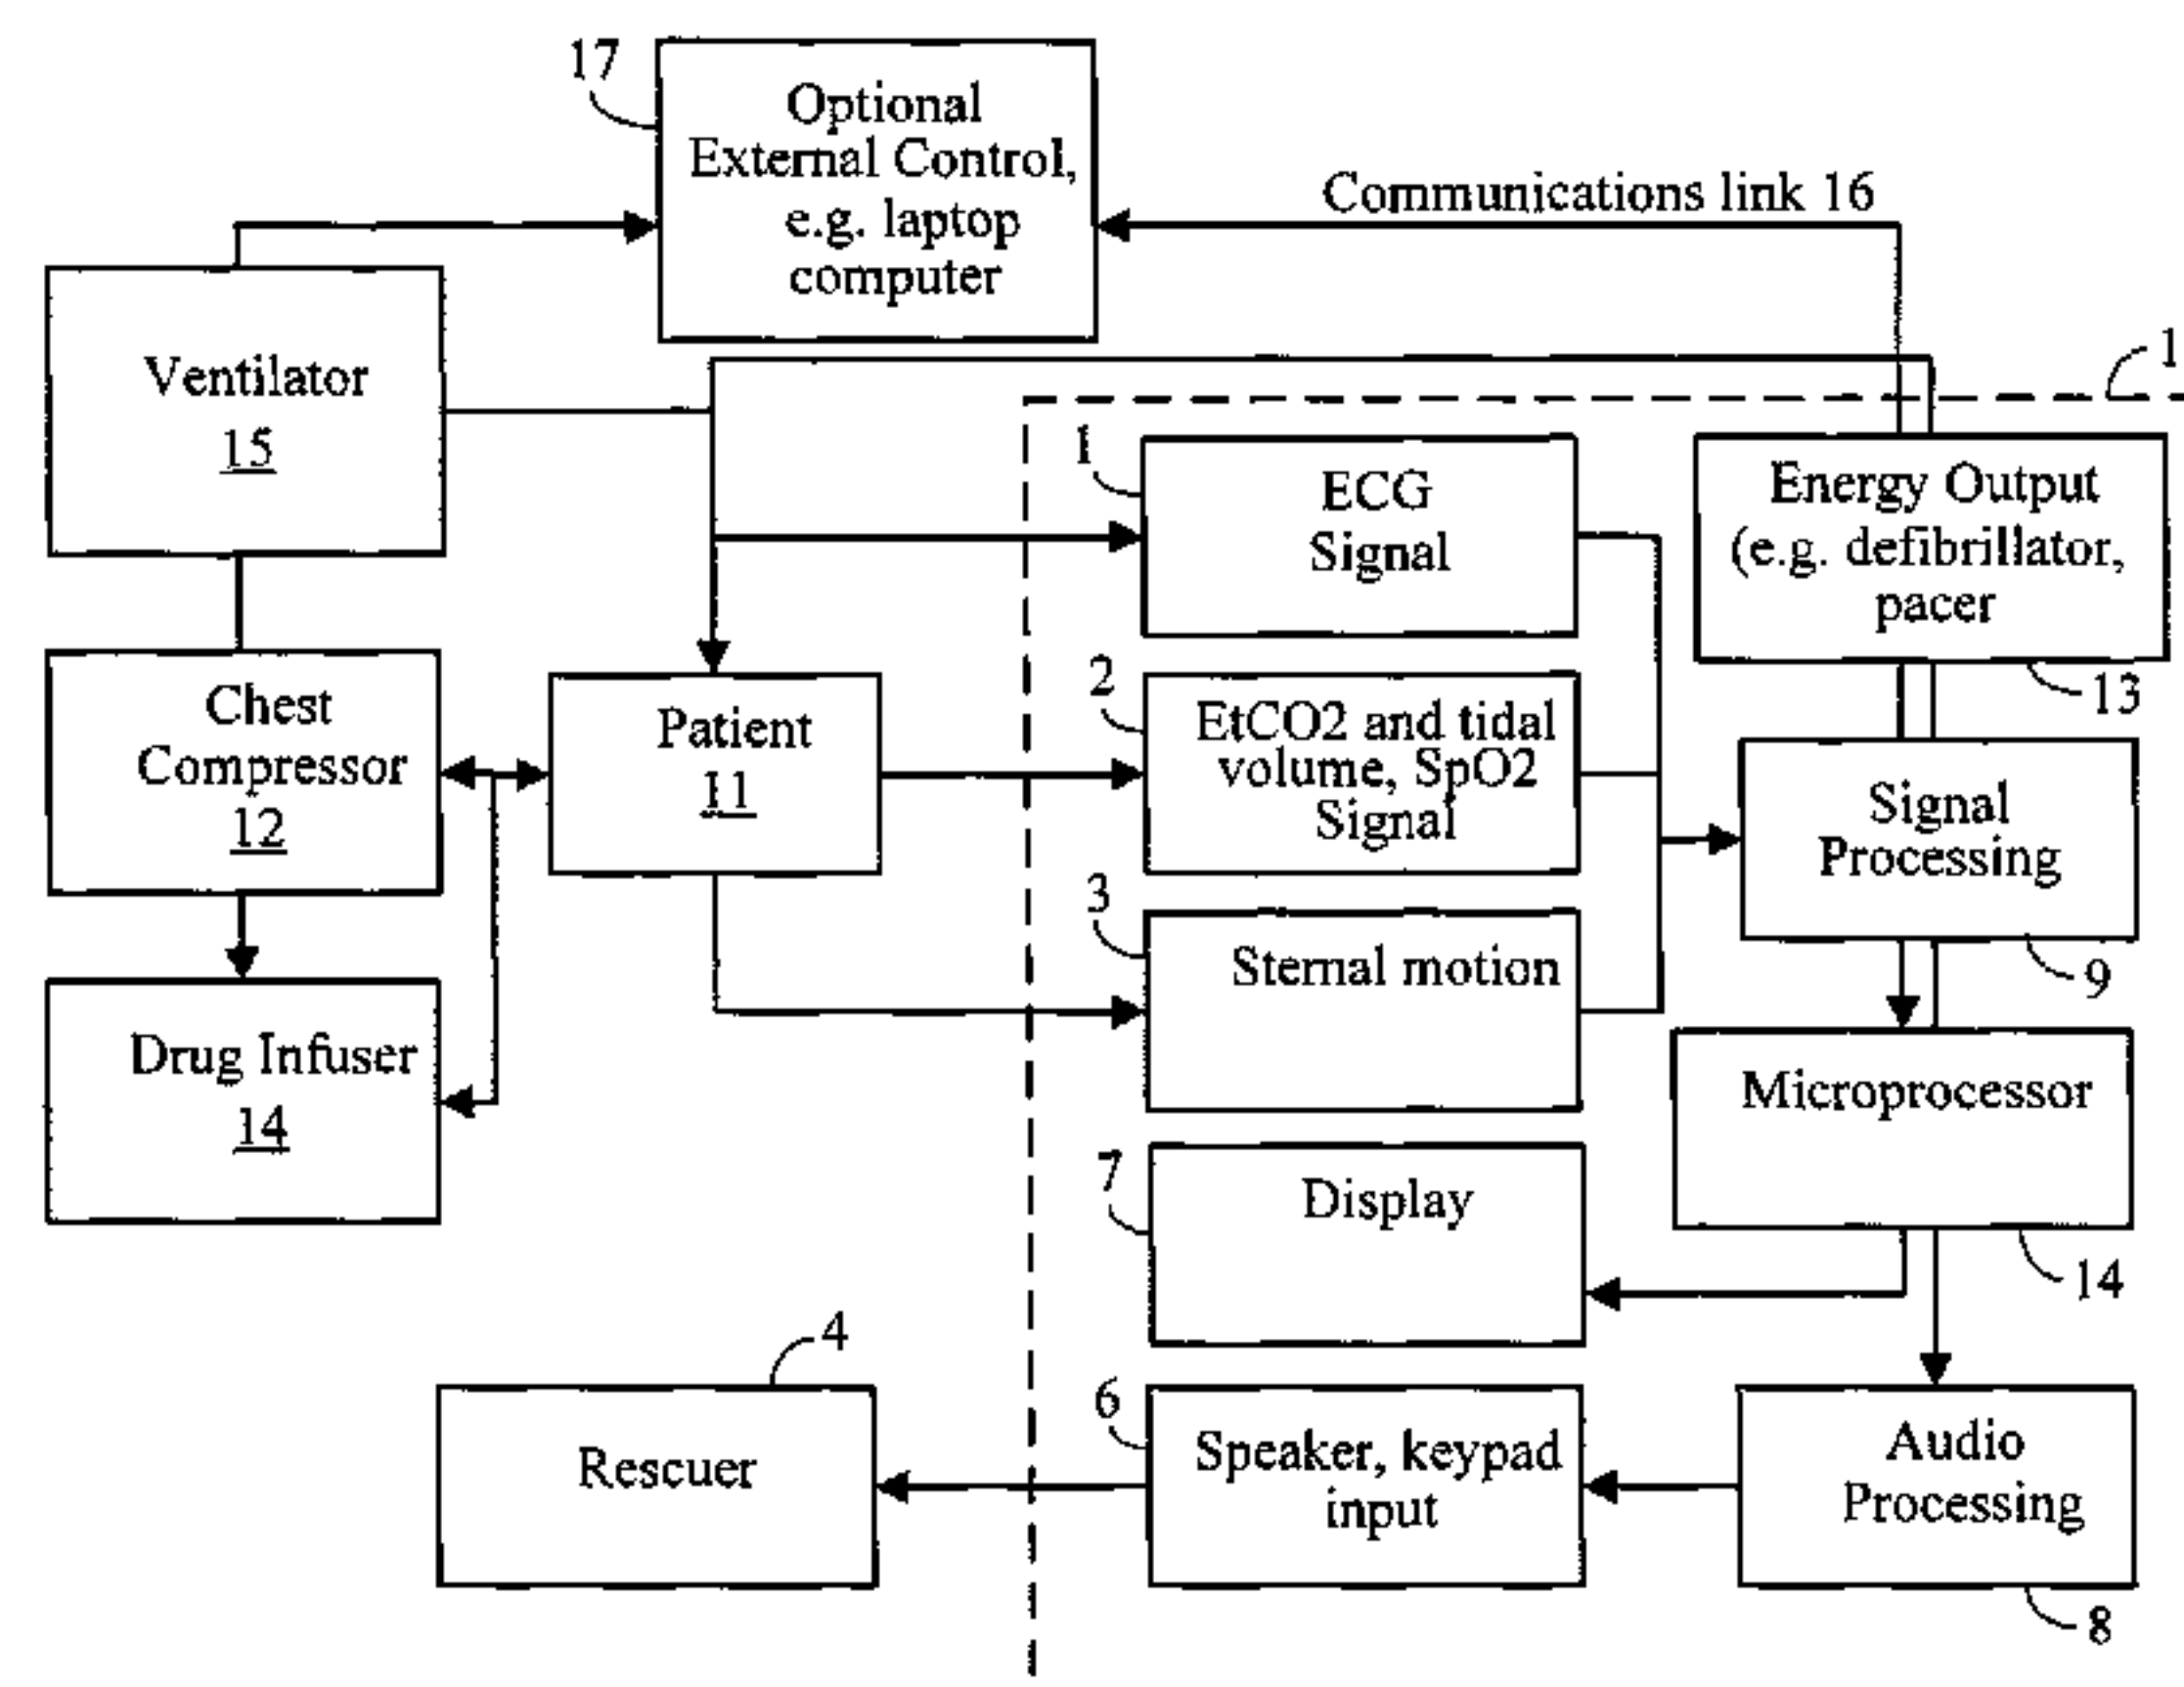 17
Optional
External Control,
e.g. laptop
computer
Communications link 16
1
Ventilator
15
1
ECG
Signal
Energy Output
(e.g. defibrillator,
pacer
13
Chest
Compressor
12
Patient
11
2
EtCO2 and tidal
volume, SpO2
Signal
Signal
Processing
9
3
Sternal motion
Drug Infuser
14
Microprocessor
14
7
Display
4
Rescuer
6
Speaker, keypad
input
Audio
Processing
8